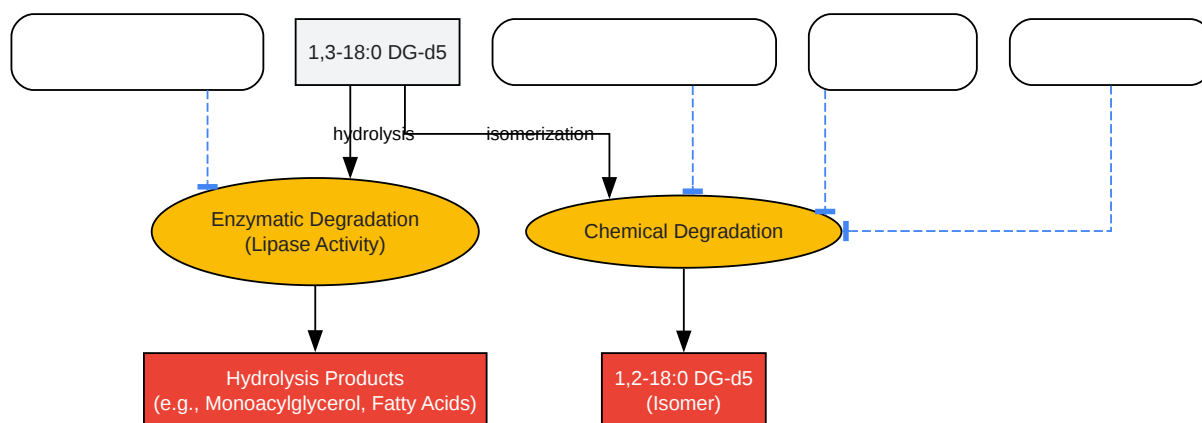 1,3-18:0 DG-d5
hydrolysis
isomerization
Enzymatic Degradation
(Lipase Activity)
Chemical Degradation
Hydrolysis Products
(e.g., Monoacylglycerol, Fatty Acids)
1,2-18:0 DG-d5
(Isomer)